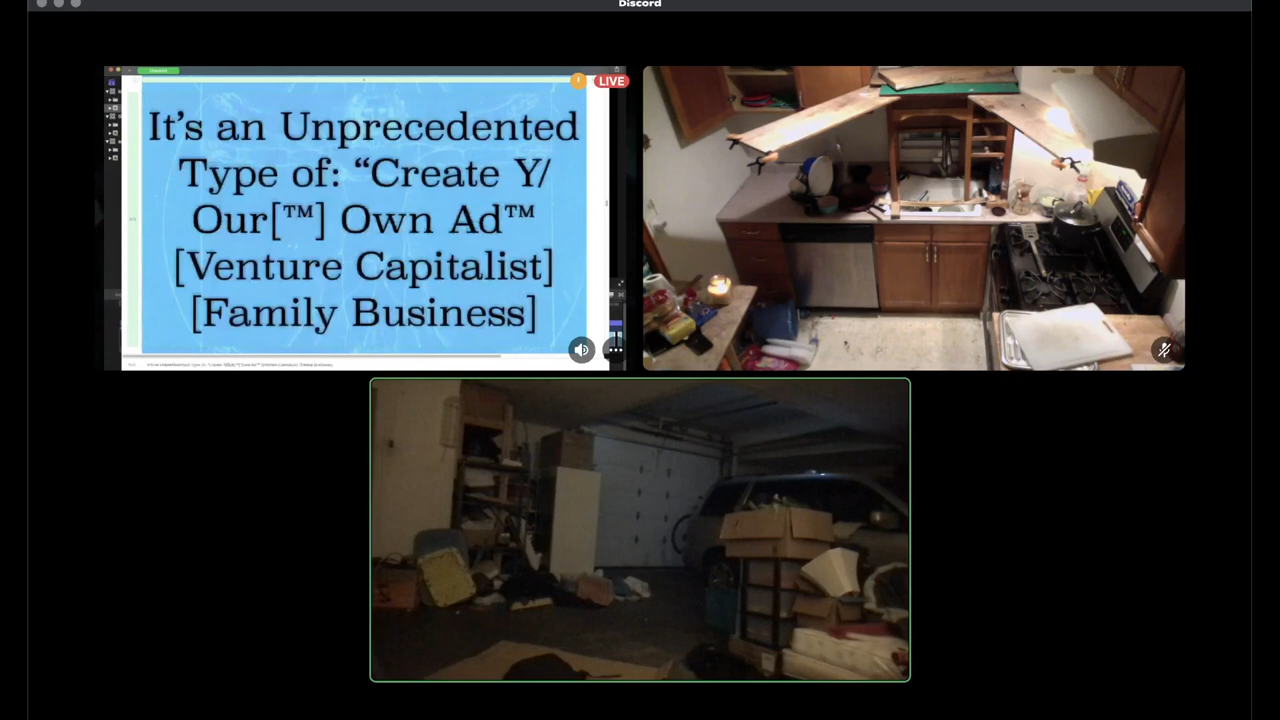 Discord
LIVE
It's an Unprecedented
Type of: “Create Y/
Our[™] Own Ad™
[Venture Capitalist]
[Family Business]